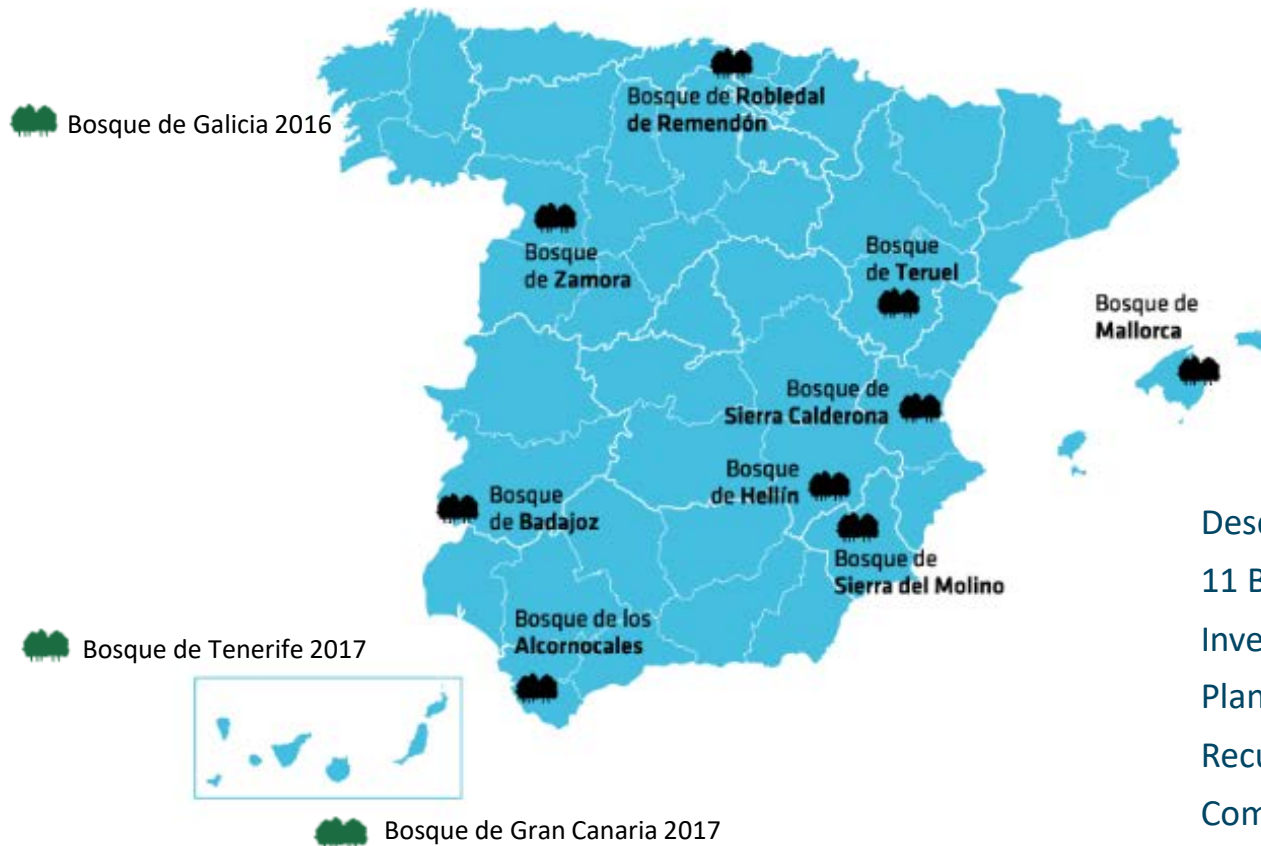 Bosque de Robledal
de Remendón
Bosque de Galicia 2016
Bosque
de Zamora
Bosque
de Teruel
Bosque de
Mallorca
Bosque de
Sierra Calderona
Bosque
de Hellín
Bosque
de Badajoz
Bosque de
Sierra del Molino
Bosque de los
Alcornocales
Bosque de Tenerife 2017
Bosque de Gran Canaria 2017
11